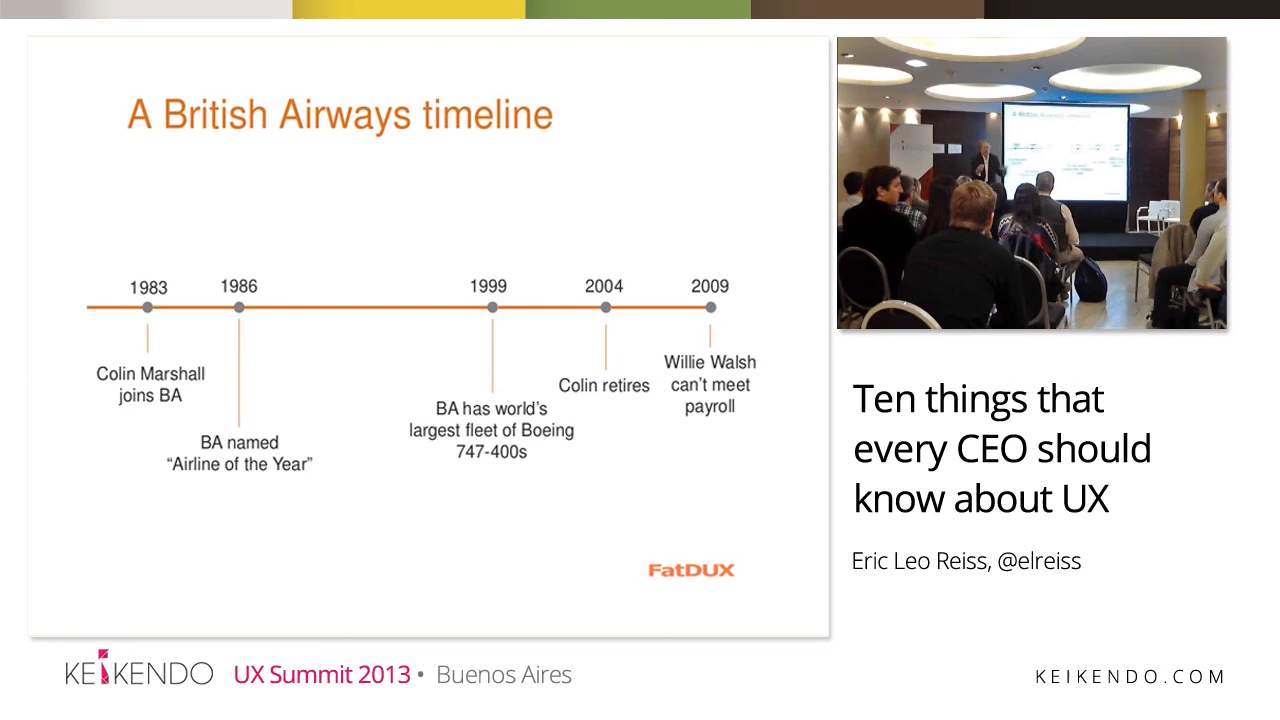 A British Airways timeline
1983
1986
1999
2004
2009
Colin Marshall
joins BA
BA named
“Airline of the Year”
BA has world’s
largest fleet of Boeing
747-400s
Colin retires
Willie Walsh
can’t meet
payroll
FatDUX
Ten things that
every CEO should
know about UX
Eric Leo Reiss, @elreiss
KEIKENDO UX Summit 2013 • Buenos Aires
KEIKENDO.COM